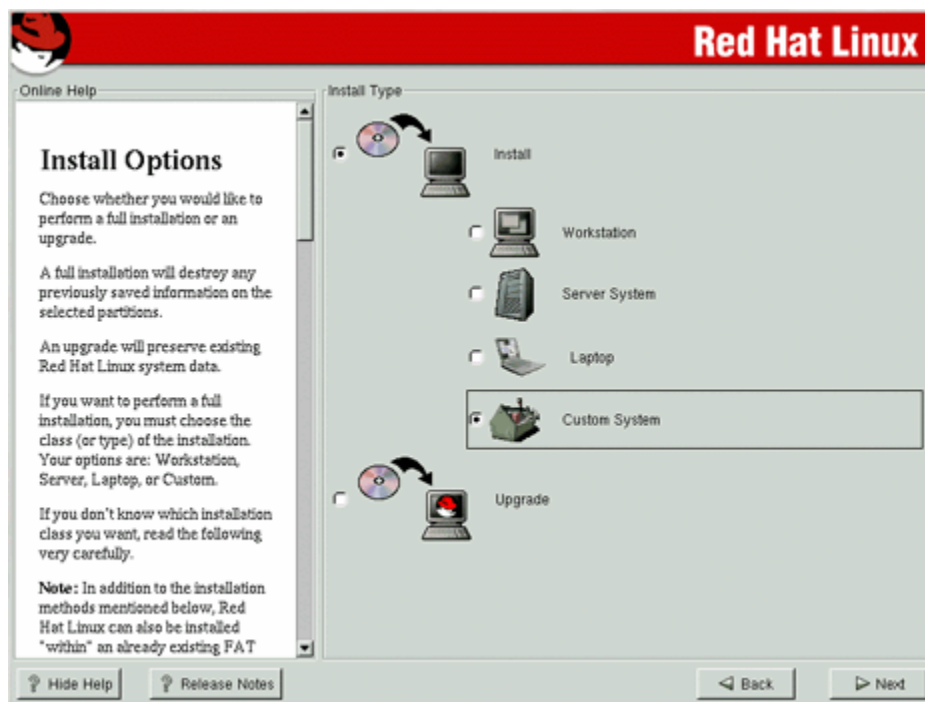 Red Hat Linux
Online Help
Install Options
Choose whether you would like to
perform a full installation or an
upgrade.
A full installation will destroy any
previously saved information on the
selected partitions.
An upgrade will preserve existing
Red Hat Linux system data.
If you want to perform a full
installation, you must choose the
class (or type) of the installation.
Your options are: Workstation,
Server, Laptop, or Custom.
If you don't know which installation
class you want, read the following
very carefully.
Note: In addition to the installation
methods mentioned below, Red
Hat Linux can also be installed
"within" an already existing FAT
Install Type
Install
Workstation
Server System
Laptop
Custom System
Upgrade
? Hide Help
? Release Notes
Back
Next